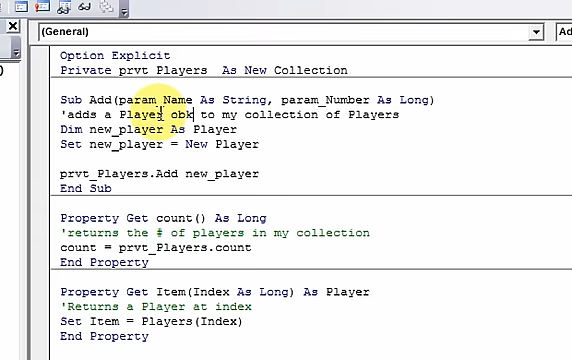 (General)
Ad
Option Explicit
Private prvt_Players  As New Collection
Sub Add(param_Name As String, param_Number As Long)
'adds a Player obk to my collection of Players
Dim new_player As Player
Set new_player = New Player
prvt_Players.Add new_player
End Sub
Property Get count() As Long
'returns the # of players in my collection
count = prvt_Players.count
End Property
Property Get Item(Index As Long) As Player
'Returns a Player at index
Set Item = Players(Index)
End Property